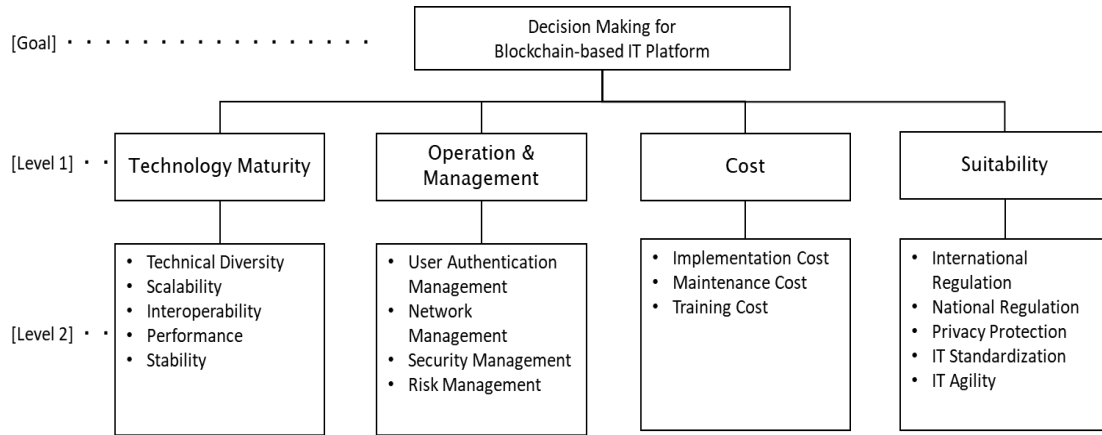 [Goal] · · · · · · · · · · · · · · · ·
Decision Making for
Blockchain-based IT Platform
[Level 1] · ·
Technology Maturity
Operation &
Management
Cost
Suitability
[Level 2] · ·
• Technical Diversity
• Scalability
• Interoperability
• Performance
• Stability
• User Authentication
Management
• Network
Management
• Security Management
• Risk Management
• Implementation Cost
• Maintenance Cost
• Training Cost
• International
Regulation
• National Regulation
• Privacy Protection
• IT Standardization
• IT Agility